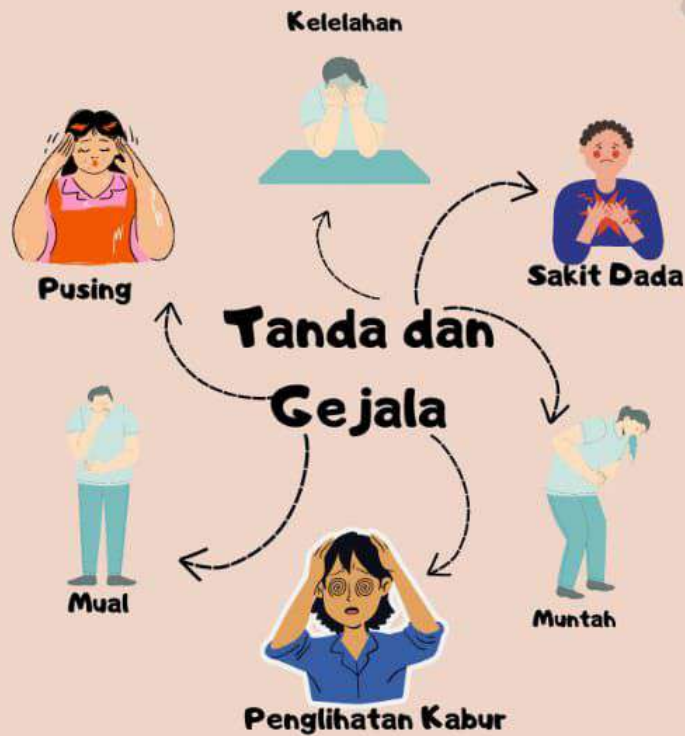 Kelelahan
Sakit Dada
Pusing
Tanda dan
Gejala
Mual
Muntah
Penglihatan Kabur